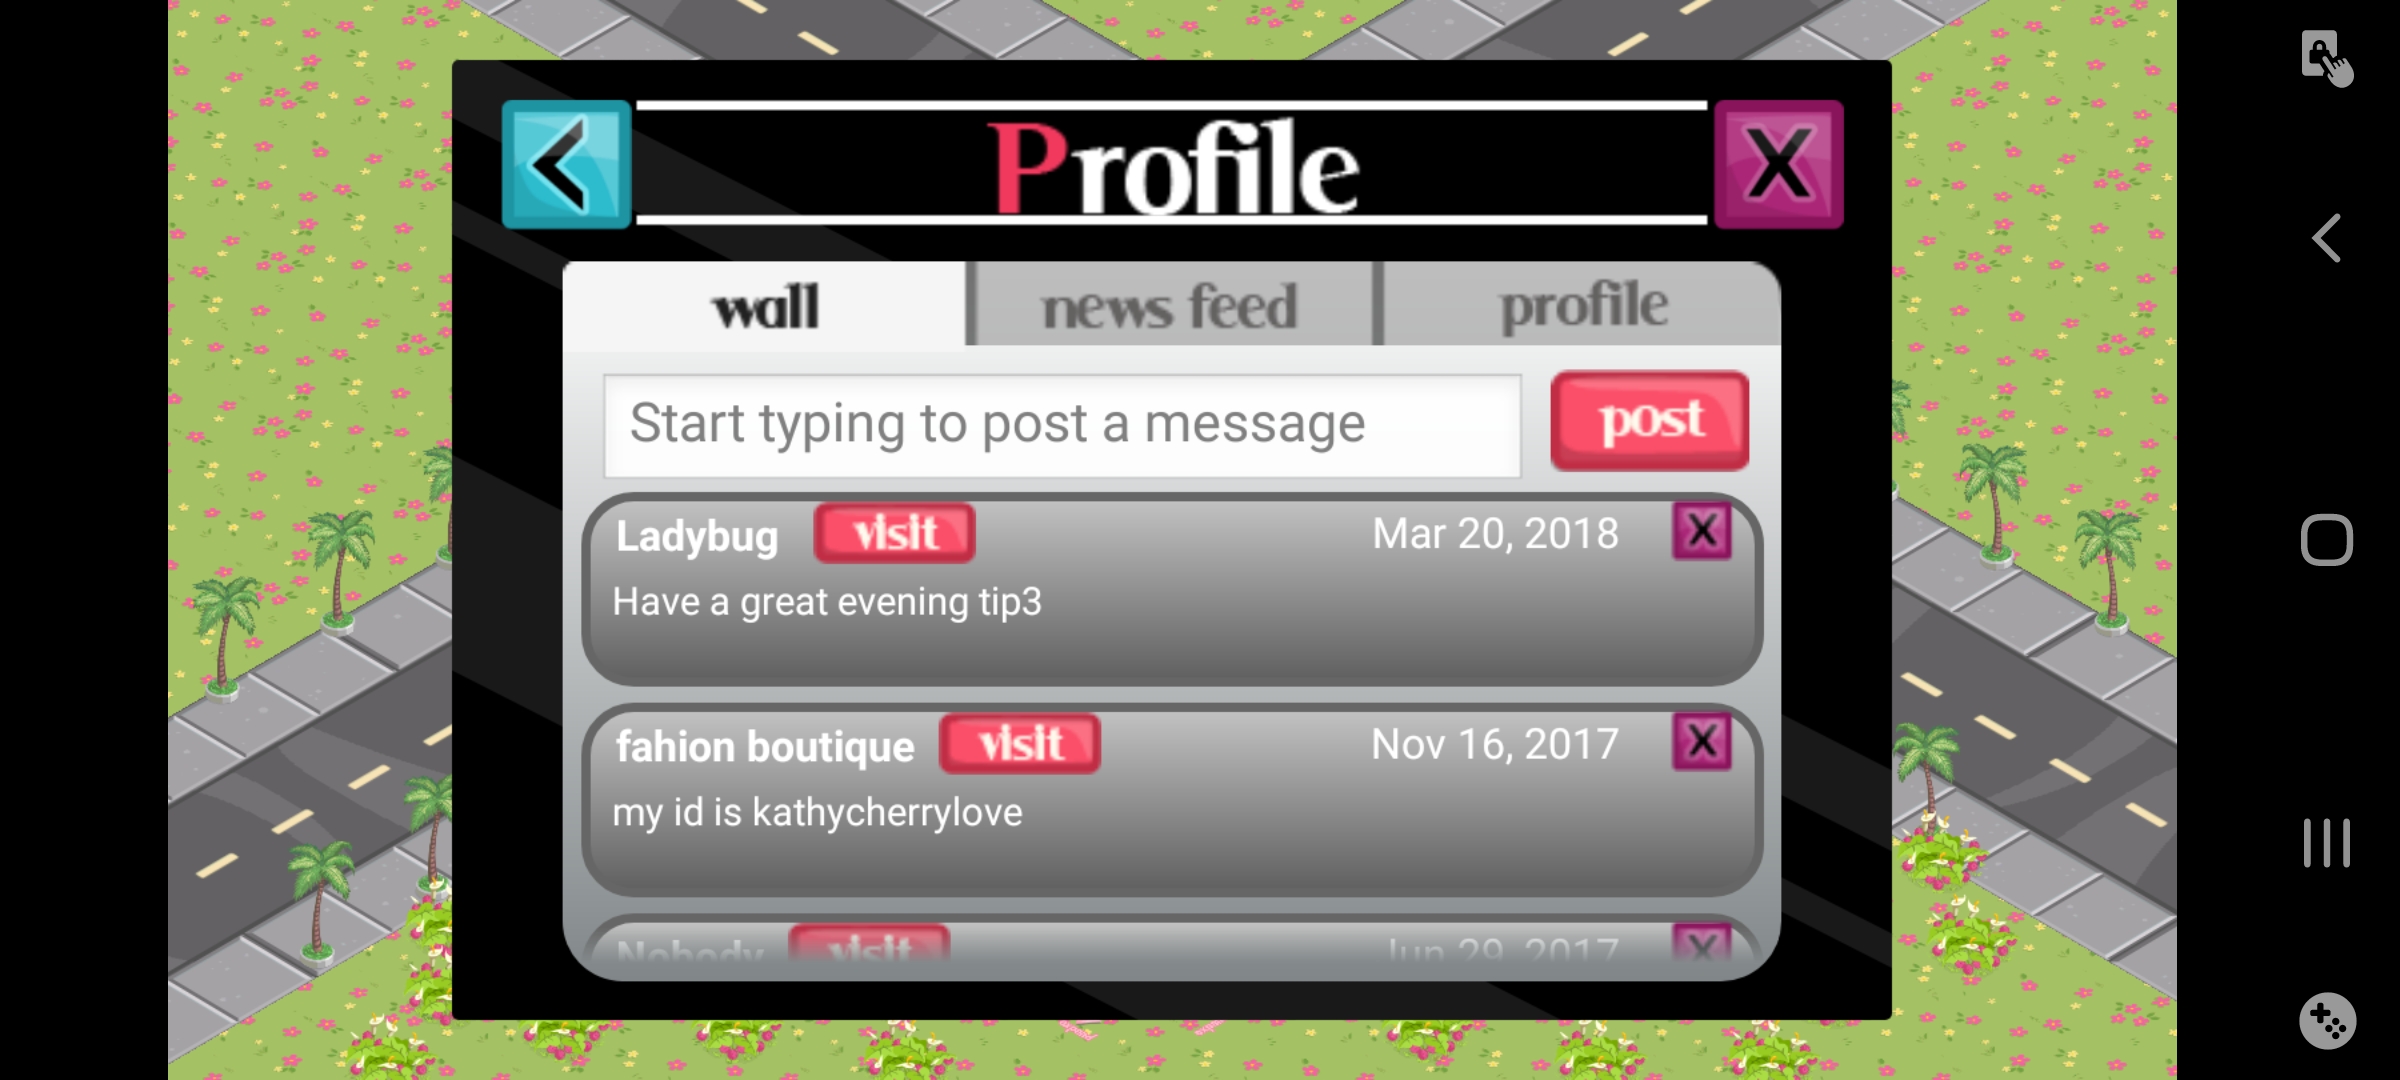 Profile
X
wall
news feed
profile
Start typing to post a message
post
Ladybug
visit
Mar 20, 2018
X
Have a great evening tip3
fahion boutique
visit
Nov 16, 2017
X
my id is kathycherrylove
Nobody
visit
Jun 29, 2017
X